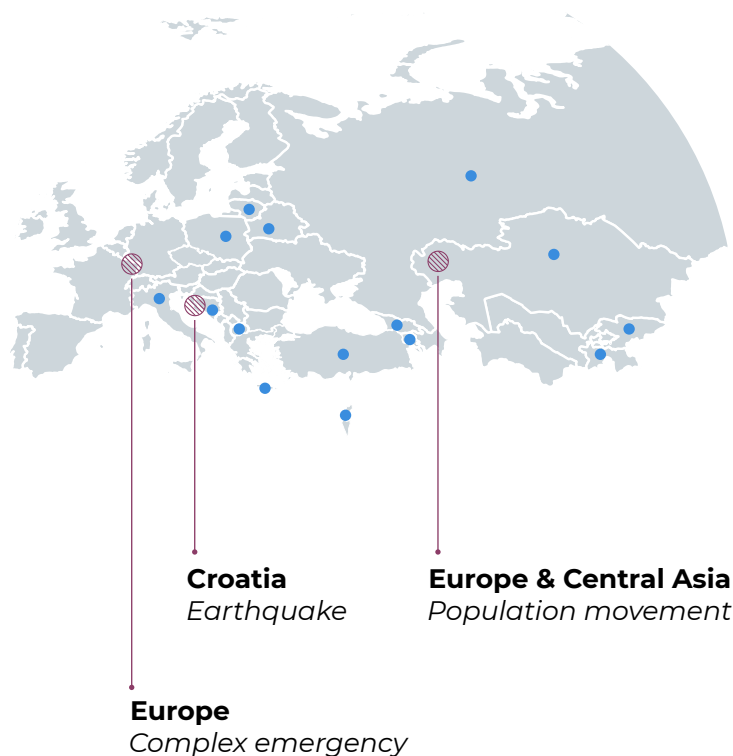 Croatia
Earthquake
Europe & Central Asia
Population movement
Europe
Complex emergency